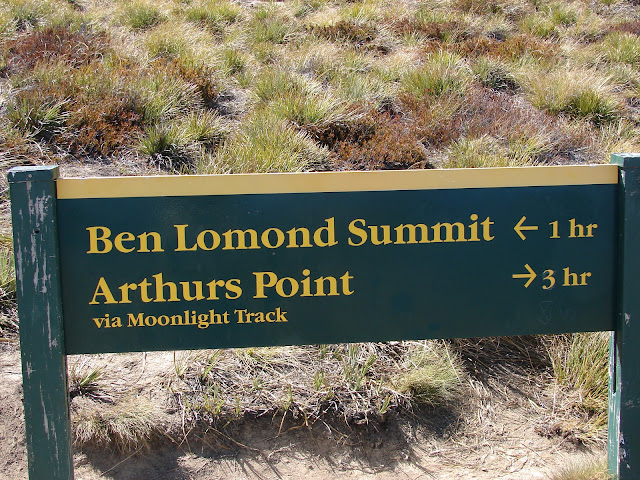 Ben Lomond Summit ← 1 hr
Arthurs Point → 3 hr
via Moonlight Track